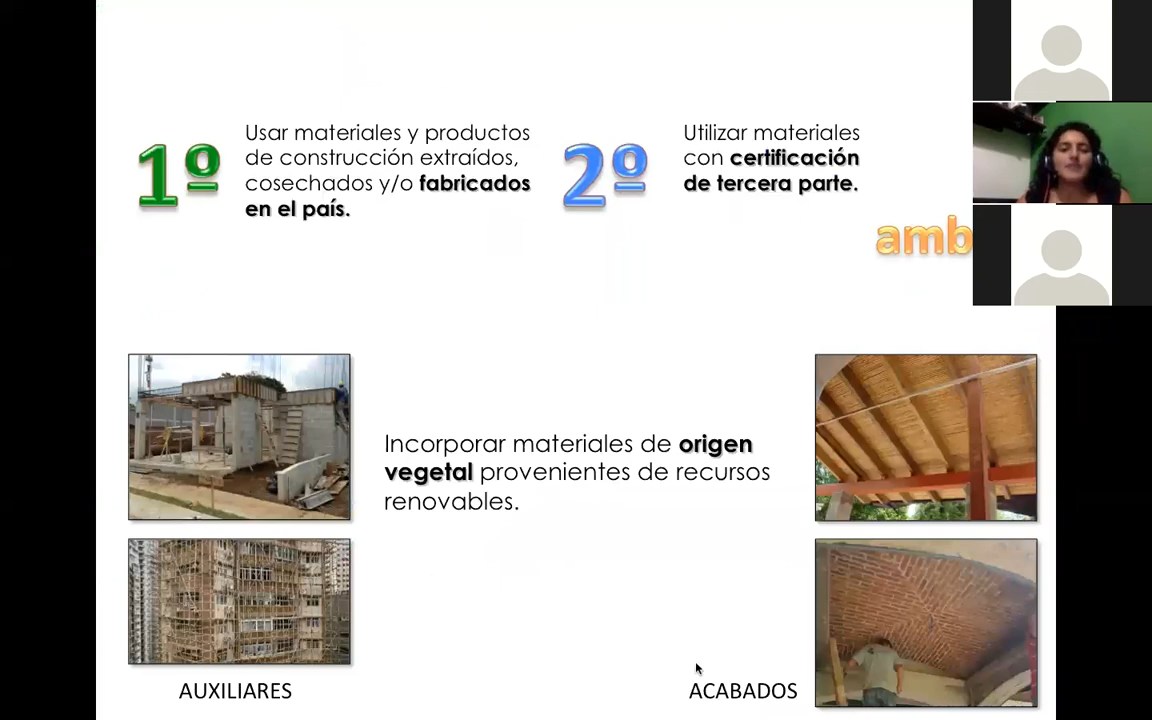 1º
Usar materiales y productos
de construcción extraídos,
cosechados y/o fabricados
en el país.
2º
Utilizar materiales
con certificación
de tercera parte.
amb
Incorporar materiales de origen
vegetal provenientes de recursos
renovables.
AUXILIARES
ACABADOS